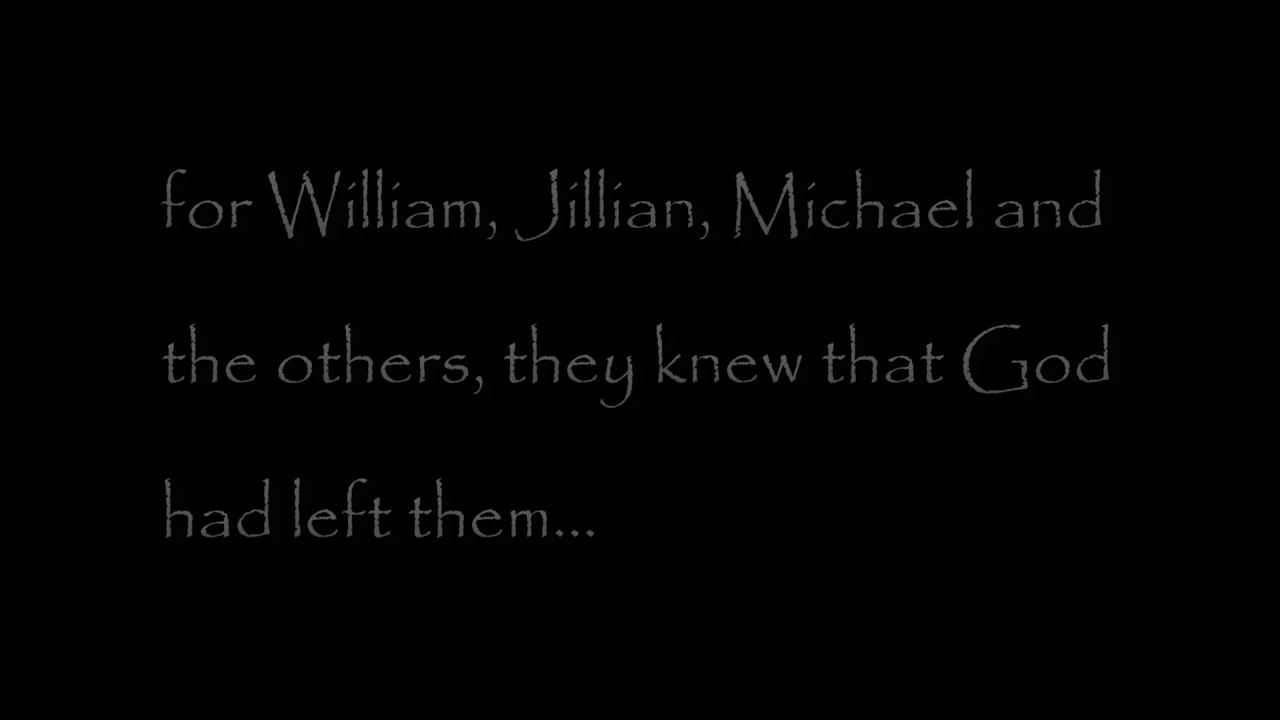 for William, Jillian, Michael and
the others, they knew that God
had left them...